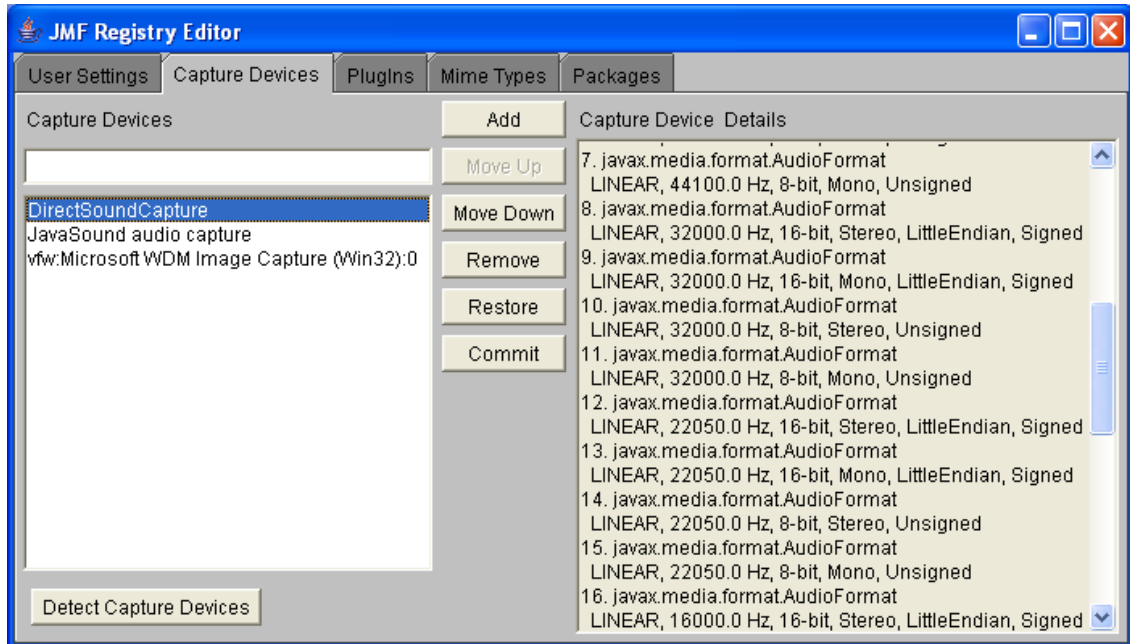 JMF Registry Editor
User Settings
Capture Devices
PlugIns
Mime Types
Packages
Capture Devices
DirectSoundCapture
JavaSound audio capture
vfw:Microsoft WDM Image Capture (Win32):0
Detect Capture Devices
Add
Move Up
Move Down
Remove
Restore
Commit
Capture Device  Details
7. javax.media.format.AudioFormat
LINEAR, 44100.0 Hz, 8-bit, Mono, Unsigned
8. javax.media.format.AudioFormat
LINEAR, 32000.0 Hz, 16-bit, Stereo, LittleEndian, Signed
9. javax.media.format.AudioFormat
LINEAR, 32000.0 Hz, 16-bit, Mono, LittleEndian, Signed
10. javax.media.format.AudioFormat
LINEAR, 32000.0 Hz, 8-bit, Stereo, Unsigned
11. javax.media.format.AudioFormat
LINEAR, 32000.0 Hz, 8-bit, Mono, Unsigned
12. javax.media.format.AudioFormat
LINEAR, 22050.0 Hz, 16-bit, Stereo, LittleEndian, Signed
13. javax.media.format.AudioFormat
LINEAR, 22050.0 Hz, 16-bit, Mono, LittleEndian, Signed
14. javax.media.format.AudioFormat
LINEAR, 22050.0 Hz, 8-bit, Stereo, Unsigned
15. javax.media.format.AudioFormat
LINEAR, 22050.0 Hz, 8-bit, Mono, Unsigned
16. javax.media.format.AudioFormat
LINEAR, 16000.0 Hz, 16-bit, Stereo, LittleEndian, Signed